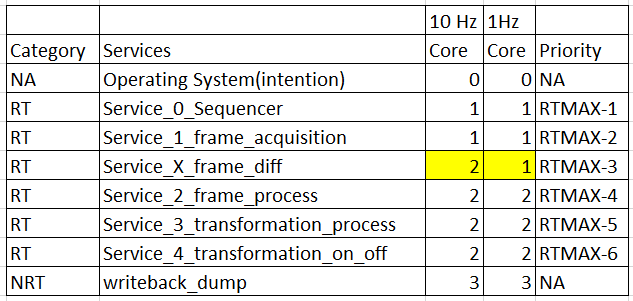 10 Hz 1Hz
Category Services Core Core Priority
NA Operating System(intention) 0 0 NA
RT Service_0_Sequencer 1 1 RTMAX-1
RT Service_1_frame_acquisition 1 1 RTMAX-2
RT Service_X_frame_diff 2 1 RTMAX-3
RT Service_2_frame_process 2 2 RTMAX-4
RT Service_3_transformation_process 2 2 RTMAX-5
RT Service_4_transformation_on_off 2 2 RTMAX-6
NRT writeback_dump 3 3 NA